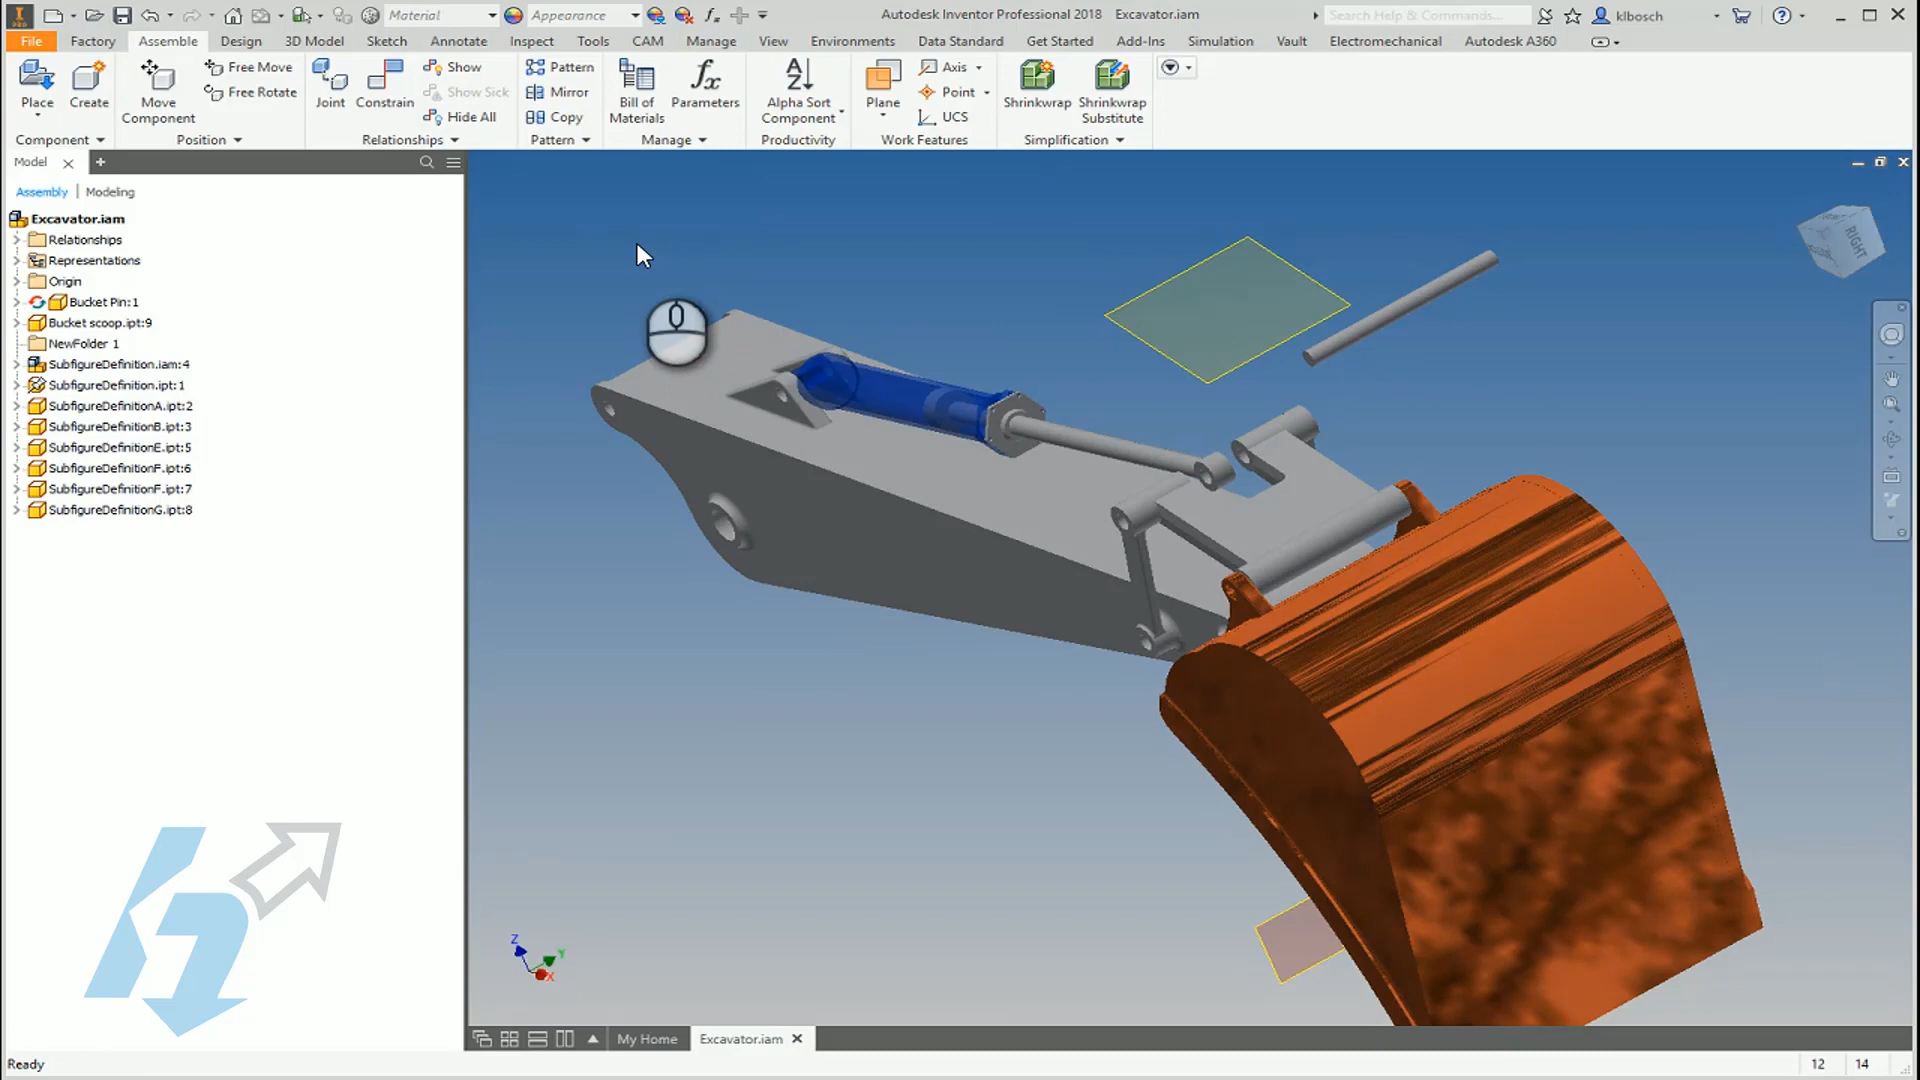 I PRO Material Appearance Autodesk Inventor Professional 2018 Excavator.iam Search Help & Commands... klbosch
File Factory Assemble Design 3D Model Sketch Annotate Inspect Tools CAM Manage View Environments Data Standard Get Started Add-Ins Simulation Vault Electromechanical Autodesk A360
Place Create Move Component Free Move Free Rotate Joint Constrain Show Show Sick Hide All Pattern Mirror Copy Bill of Materials Parameters Alpha Sort Component Plane Axis Point UCS Shrinkwrap Shrinkwrap Substitute
Component Position Relationships Pattern Manage Productivity Work Features Simplification
Model
Assembly | Modeling
Excavator.iam
Relationships
Representations
Origin
Bucket Pin:1
Bucket scoop.ipt:9
NewFolder 1
SubfigureDefinition.iam:4
SubfigureDefinition.ipt:1
SubfigureDefinitionA.ipt:2
SubfigureDefinitionB.ipt:3
SubfigureDefinitionE.ipt:5
SubfigureDefinitionF.ipt:6
SubfigureDefinitionF.ipt:7
SubfigureDefinitionG.ipt:8
RIGHT
Z
Y
X
My Home Excavator.iam
Ready 12 14